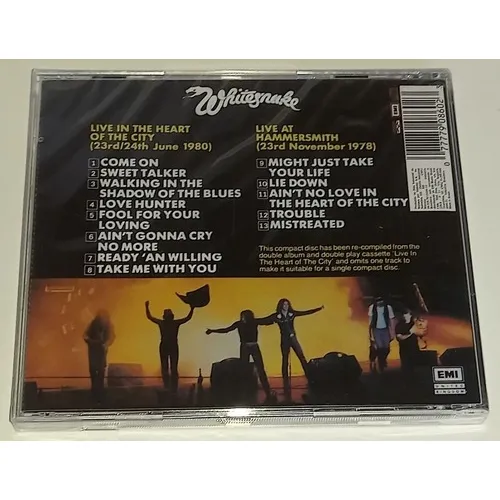 Whitesnake
LIVE IN THE HEART
OF THE CITY
(23rd/24th June 1980)
1 COME ON
2 SWEET TALKER
3 WALKING IN THE
SHADOW OF THE BLUES
4 LOVE HUNTER
5 FOOL FOR YOUR
LOVING
6 AIN'T GONNA CRY
NO MORE
7 READY 'AN WILLING
8 TAKE ME WITH YOU
LIVE AT
HAMMERSMITH
(23rd November 1978)
9 MIGHT JUST TAKE
YOUR LIFE
10 LIE DOWN
11 AIN'T NO LOVE IN
THE HEART OF THE CITY
12 TROUBLE
13 MISTREATED
This compact disc has been re-compiled from the
double album and double play cassette 'Live In
The Heart of The City' and omits one track to
make it suitable for a single compact disc.
EMI
UNITED
KINGDOM